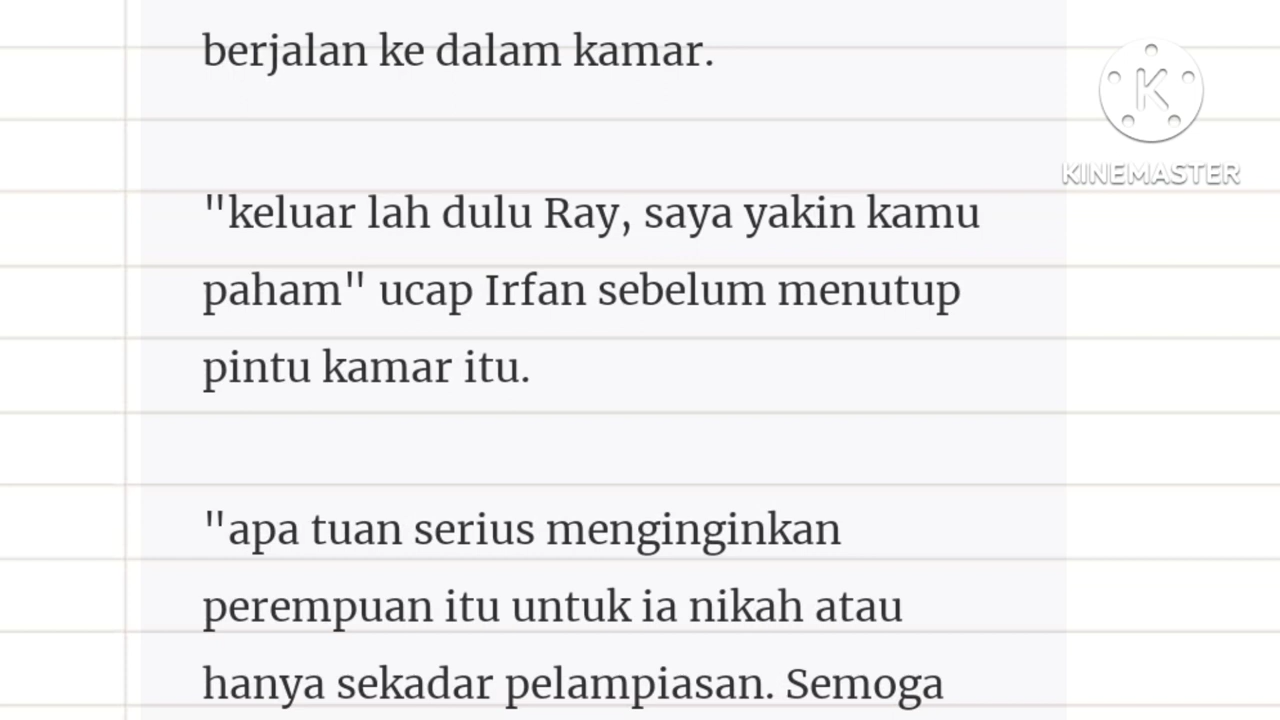 berjalan ke dalam kamar.
KINEMASTER
"keluar lah dulu Ray, saya yakin kamu
paham" ucap Irfan sebelum menutup
pintu kamar itu.
"apa tuan serius menginginkan
perempuan itu untuk ia nikah atau
hanya sekadar pelampiasan. Semoga